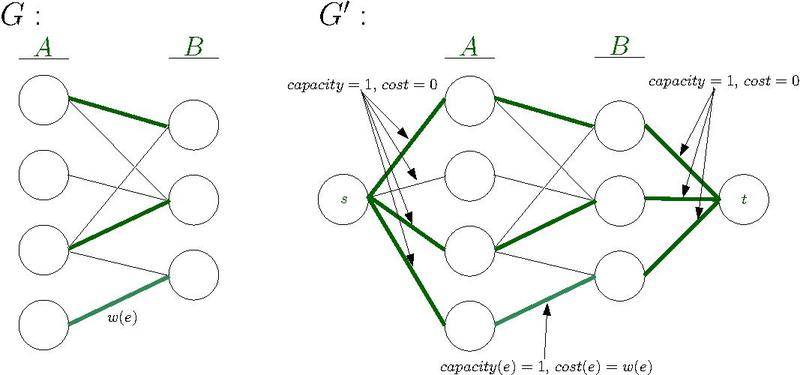 G :
G′ :
A
B
A
B
capacity = 1, cost = 0
capacity = 1, cost = 0
s
t
w(e)
capacity(e) = 1, cost(e) = w(e)